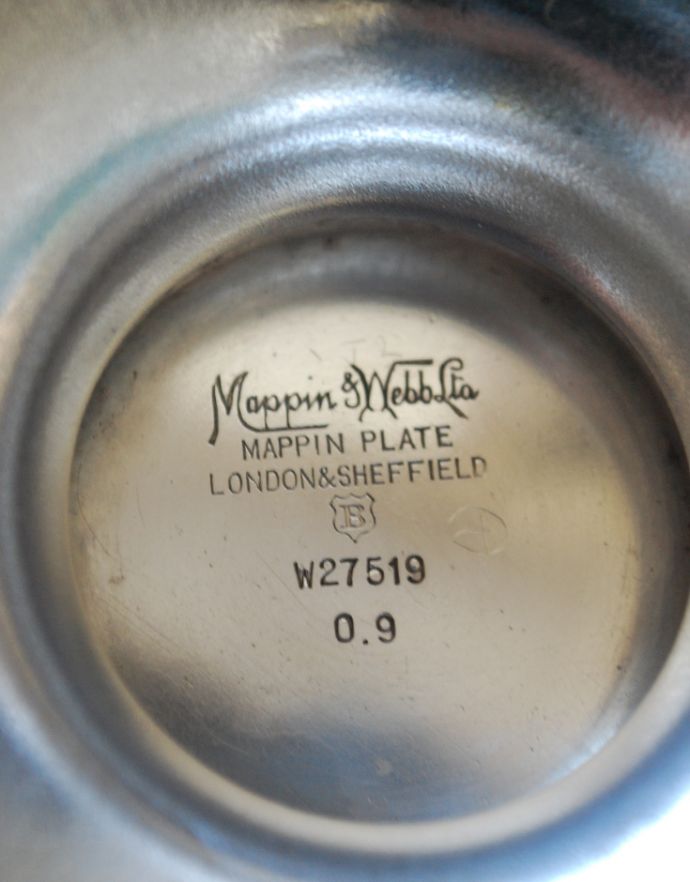 Mappin & Webb Ltd
MAPPIN PLATE
LONDON&SHEFFIELD
B
W27519
0.9